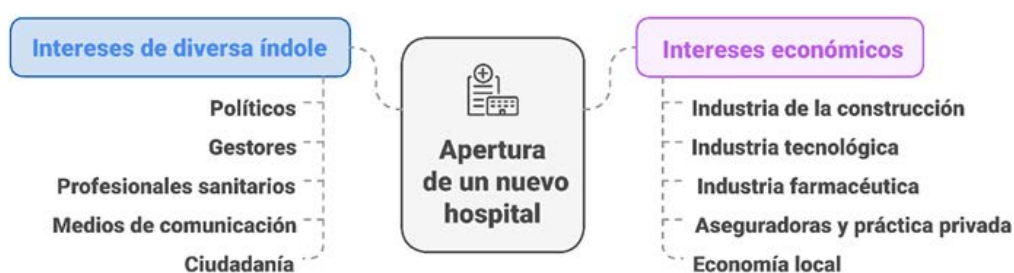 Intereses de diversa índole
Políticos
Gestores
Profesionales sanitarios
Medios de comunicación
Ciudadanía
Apertura
de un nuevo
hospital
Intereses económicos
Industria de la construcción
Industria tecnológica
Industria farmacéutica
Aseguradoras y práctica privada
Economía local